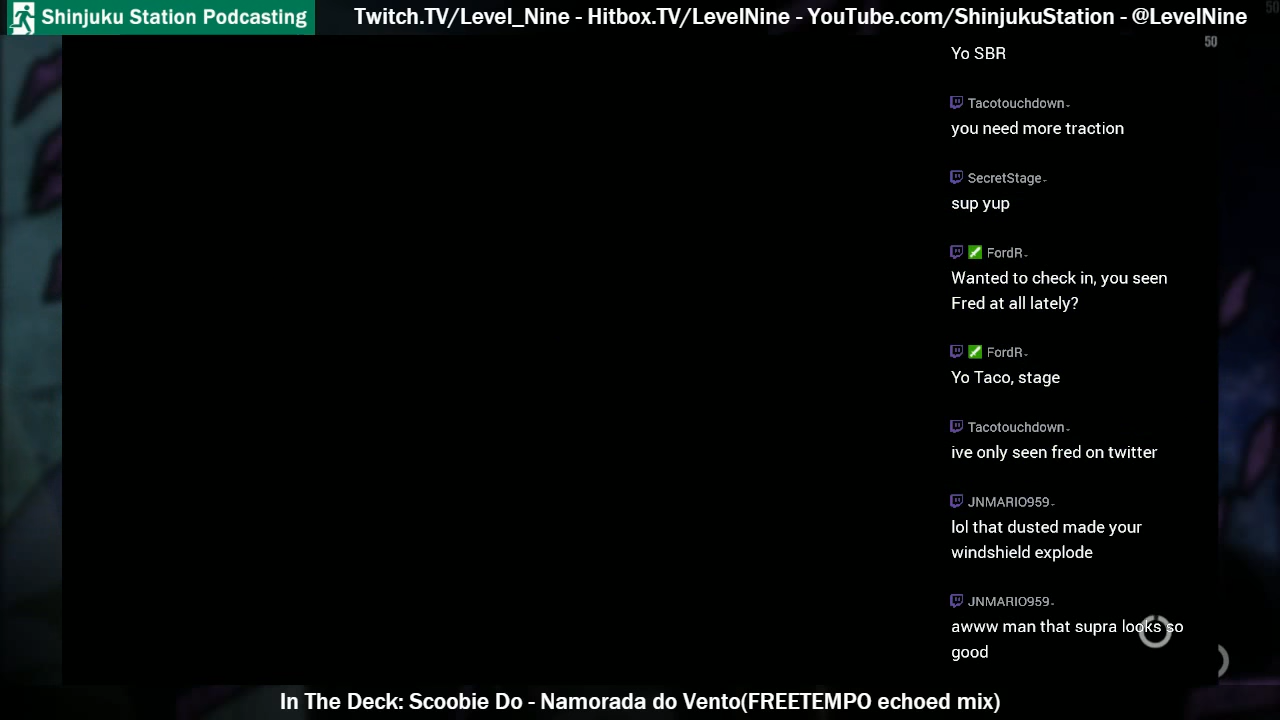 Shinjuku Station Podcasting
Twitch.TV/Level_Nine - Hitbox.TV/LevelNine - YouTube.com/ShinjukuStation - @LevelNine
50
Yo SBR
Tacotouchdown
you need more traction
SecretStage
sup yup
FordR
Wanted to check in, you seen
Fred at all lately?
FordR
Yo Taco, stage
Tacotouchdown
ive only seen fred on twitter
JNMARIO959
lol that dusted made your
windshield explode
JNMARIO959
awww man that supra looks so
good
In The Deck: Scoobie Do - Namorada do Vento(FREETEMPO echoed mix)